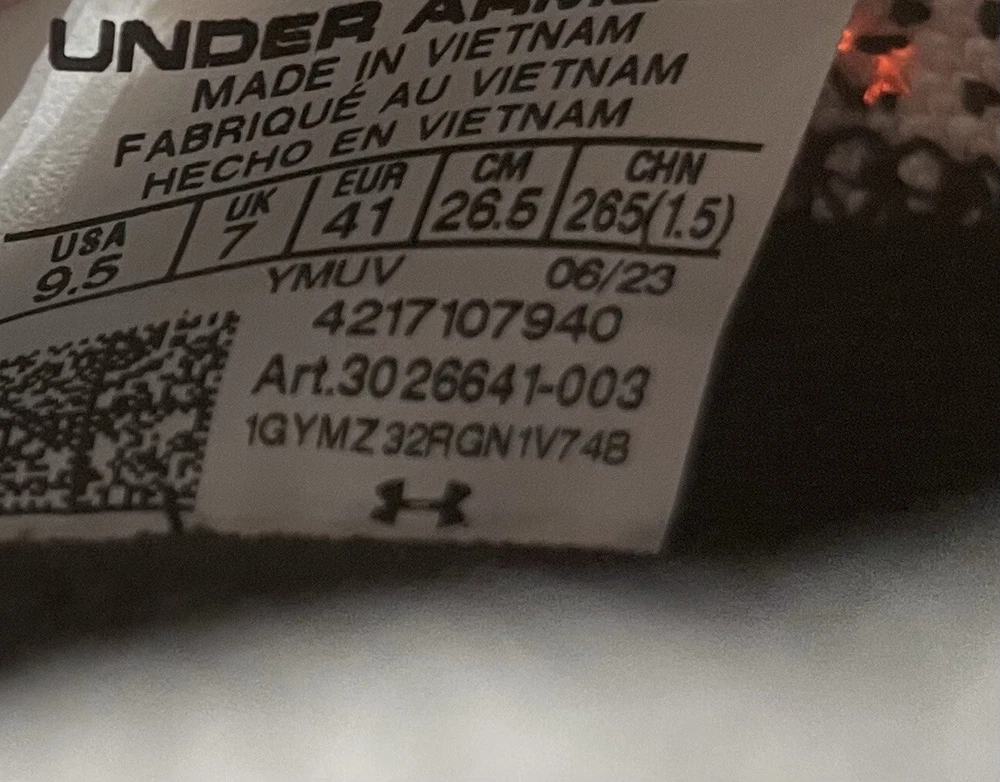 UNDER
MADE IN VIETNAM
FABRIQUÉ AU VIETNAM
HECHO EN VIETNAM
USA UK EUR CM CHN
9.5 7 41 26.5 265(1.5)
YMUV 06/23
4217107940
Art.3026641-003
1GYMZ32RGN1V74B